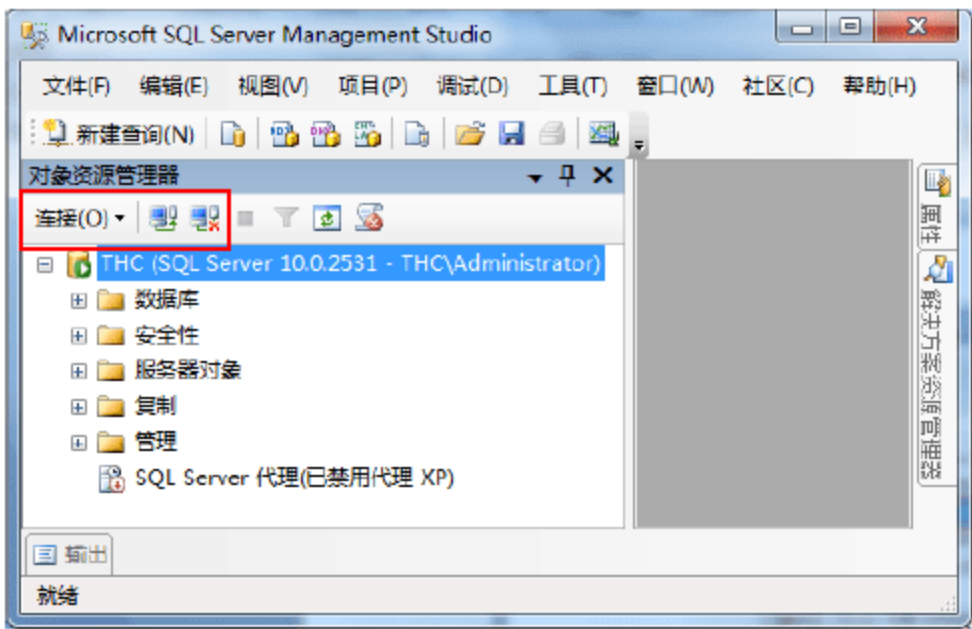 Microsoft SQL Server Management Studio
文件(F) 编辑(E) 视图(V) 项目(P) 调试(D) 工具(T) 窗口(W) 社区(C) 帮助(H)
新建查询(N)
对象资源管理器
连接(O)
THC (SQL Server 10.0.2531 - THC\Administrator)
数据库
安全性
服务器对象
复制
管理
SQL Server 代理(已禁用代理 XP)
属性
解决方案资源管理器
输出
就绪